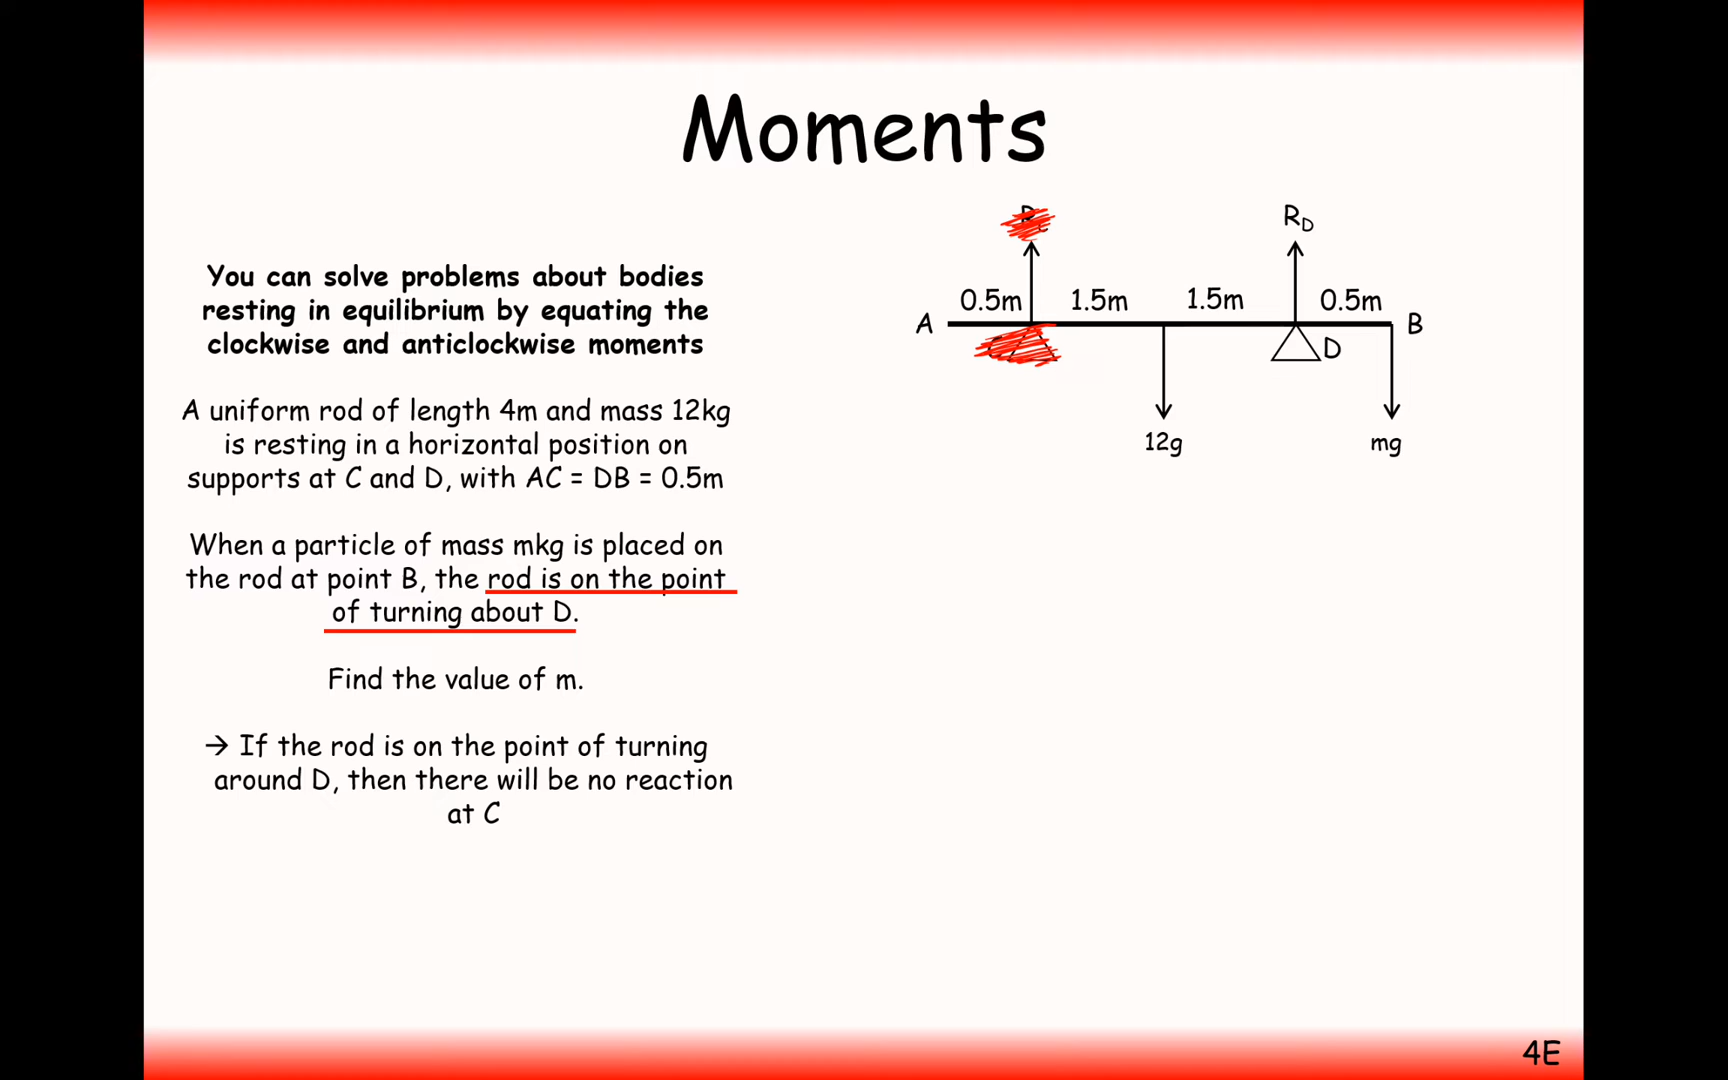 Moments
You can solve problems about bodies
resting in equilibrium by equating the
clockwise and anticlockwise moments
A uniform rod of length 4m and mass 12kg
is resting in a horizontal position on
supports at C and D, with AC = DB = 0.5m
When a particle of mass mkg is placed on
the rod at point B, the rod is on the point
of turning about D.
Find the value of m.
→ If the rod is on the point of turning
around D, then there will be no reaction
at C
R_D
0.5m 1.5m 1.5m 0.5m
A B
D
12g mg
4E